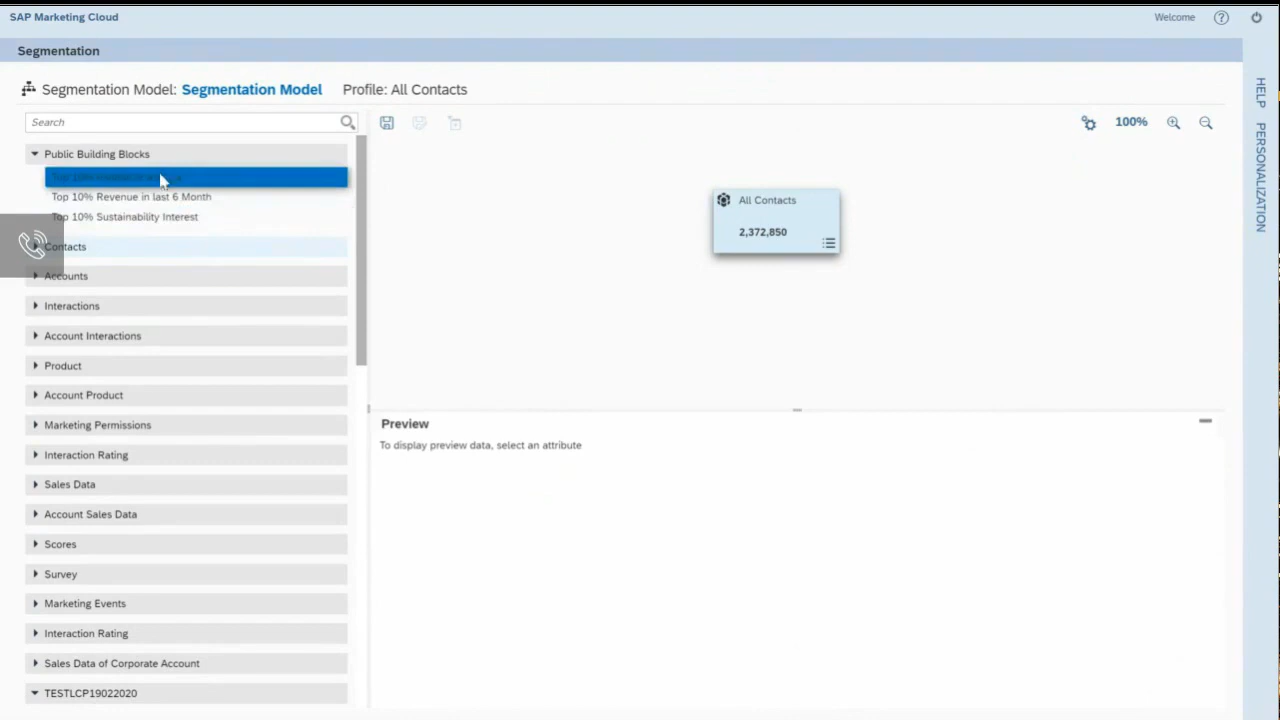 SAP Marketing Cloud
Welcome
Segmentation
Segmentation Model: Segmentation Model Profile: All Contacts
Search
100%
HELP
PERSONALIZATION
Public Building Blocks
Top 10%
Top 10% Revenue in last 6 Month
Top 10% Sustainability Interest
Contacts
Accounts
Interactions
Account Interactions
Product
Account Product
Marketing Permissions
Interaction Rating
Sales Data
Account Sales Data
Scores
Survey
Marketing Events
Interaction Rating
Sales Data of Corporate Account
TESTLCP19022020
All Contacts
2,372,850
Preview
To display preview data, select an attribute